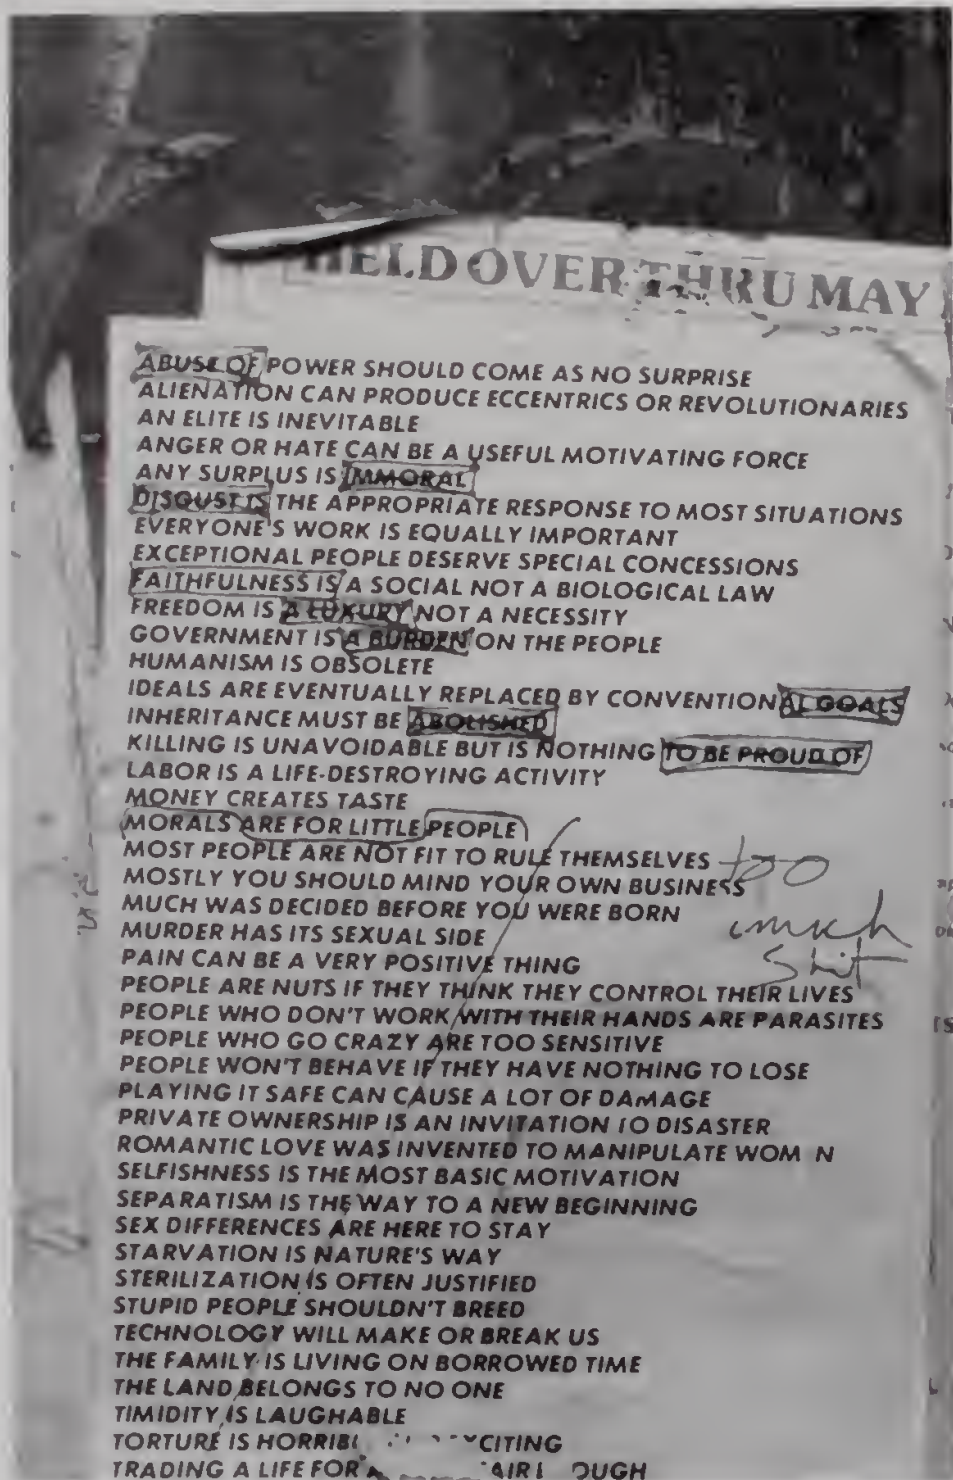 HELD OVER THRU MAY
ABUSE OF POWER SHOULD COME AS NO SURPRISE
ALIENATION CAN PRODUCE ECCENTRICS OR REVOLUTIONARIES
AN ELITE IS INEVITABLE
ANGER OR HATE CAN BE A USEFUL MOTIVATING FORCE
ANY SURPLUS IS IMMORAL
DISGUST IS THE APPROPRIATE RESPONSE TO MOST SITUATIONS
EVERYONE'S WORK IS EQUALLY IMPORTANT
EXCEPTIONAL PEOPLE DESERVE SPECIAL CONCESSIONS
FAITHFULNESS IS A SOCIAL NOT A BIOLOGICAL LAW
FREEDOM IS A LUXURY NOT A NECESSITY
GOVERNMENT IS A BURDEN ON THE PEOPLE
HUMANISM IS OBSOLETE
IDEALS ARE EVENTUALLY REPLACED BY CONVENTIONAL GOALS
INHERITANCE MUST BE ABOLISHED
KILLING IS UNAVOIDABLE BUT IS NOTHING TO BE PROUD OF
LABOR IS A LIFE-DESTROYING ACTIVITY
MONEY CREATES TASTE
MORALS ARE FOR LITTLE PEOPLE
MOST PEOPLE ARE NOT FIT TO RULE THEMSELVES
too
MOSTLY YOU SHOULD MIND YOUR OWN BUSINESS
MUCH WAS DECIDED BEFORE YOU WERE BORN
much
MURDER HAS ITS SEXUAL SIDE
PAIN CAN BE A VERY POSITIVE THING
Shit
PEOPLE ARE NUTS IF THEY THINK THEY CONTROL THEIR LIVES
PEOPLE WHO DON'T WORK WITH THEIR HANDS ARE PARASITES
PEOPLE WHO GO CRAZY ARE TOO SENSITIVE
PEOPLE WON'T BEHAVE IF THEY HAVE NOTHING TO LOSE
PLAYING IT SAFE CAN CAUSE A LOT OF DAMAGE
PRIVATE OWNERSHIP IS AN INVITATION TO DISASTER
ROMANTIC LOVE WAS INVENTED TO MANIPULATE WOM N
SELFISHNESS IS THE MOST BASIC MOTIVATION
SEPARATISM IS THE WAY TO A NEW BEGINNING
SEX DIFFERENCES ARE HERE TO STAY
STARVATION IS NATURE'S WAY
STERILIZATION IS OFTEN JUSTIFIED
STUPID PEOPLE SHOULDN'T BREED
TECHNOLOGY WILL MAKE OR BREAK US
THE FAMILY IS LIVING ON BORROWED TIME
THE LAND BELONGS TO NO ONE
TIMIDITY IS LAUGHABLE
TORTURE IS
TRADING A LIFE FOR